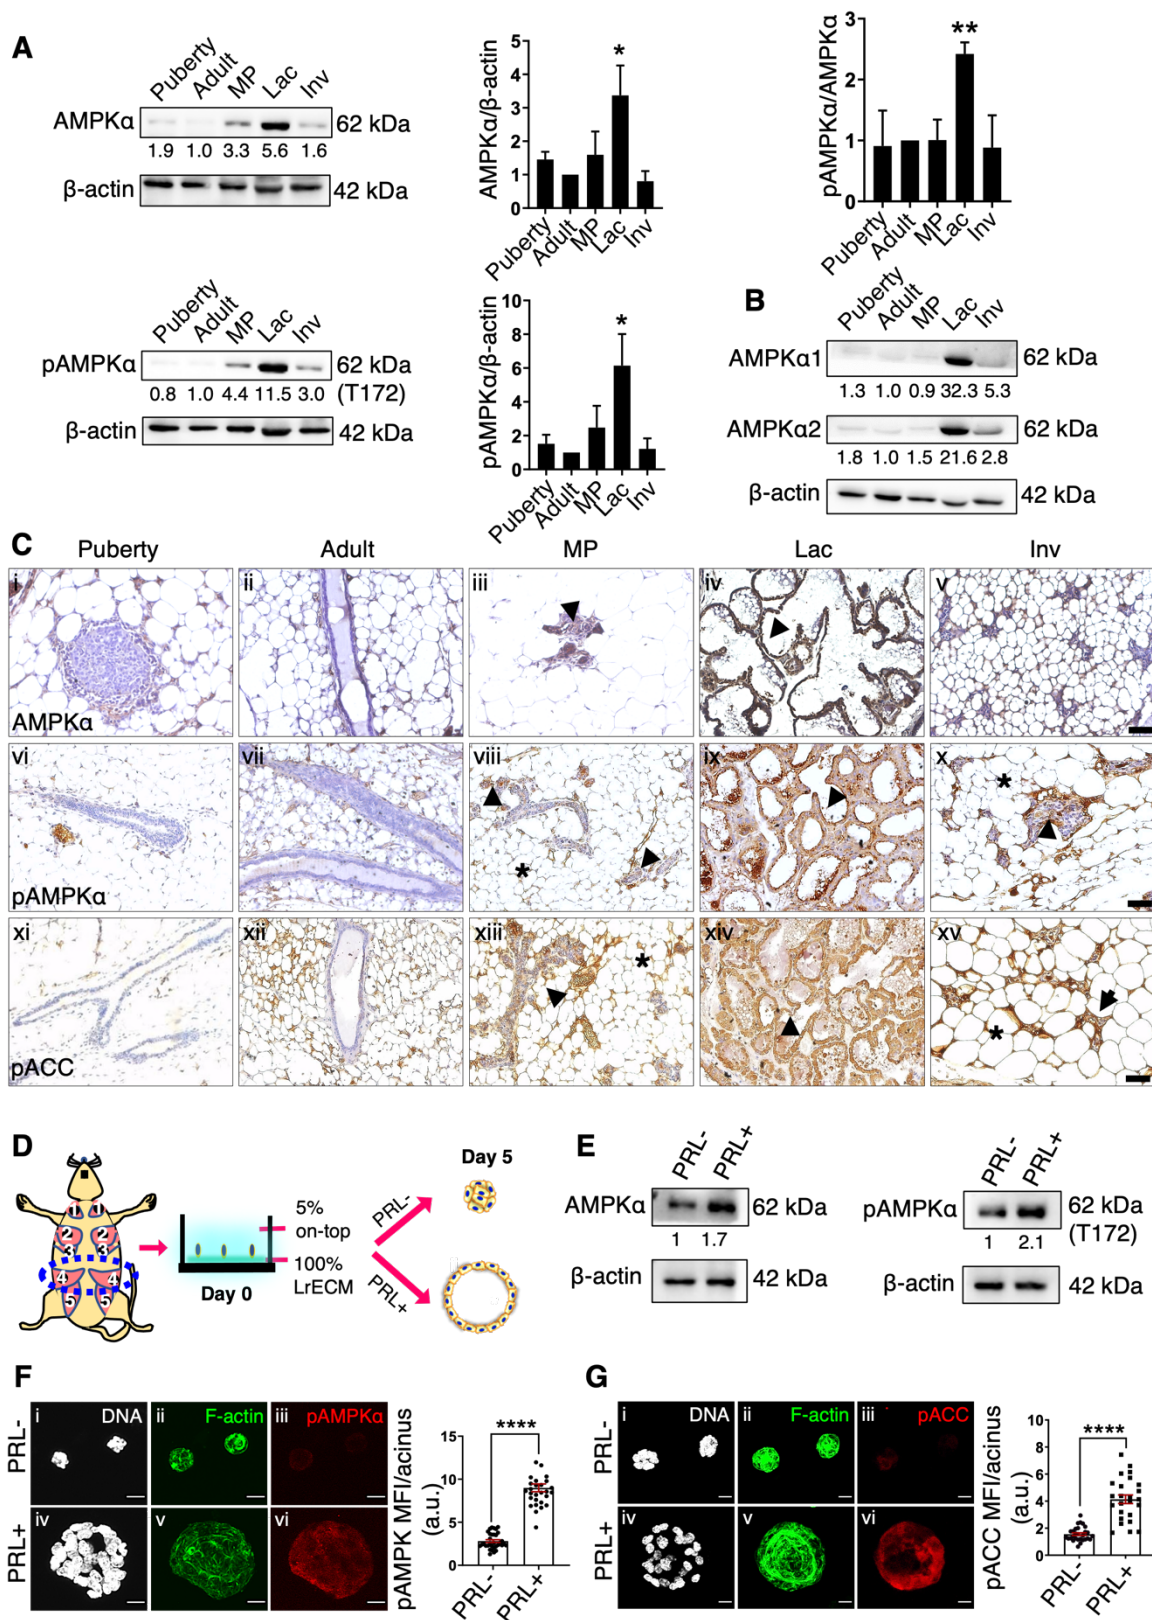 A
Puberty Adult MP Lac Inv
AMPKα 62 kDa
1.9 1.0 3.3 5.6 1.6
β-actin 42 kDa
AMPKα/β-actin
5
4
3
2
1
0
*
Puberty Adult MP Lac Inv
pAMPKα/AMPKα
3
2
1
0
**
Puberty Adult MP Lac Inv
Puberty Adult MP Lac Inv
pAMPKα 62 kDa
0.8 1.0 4.4 11.5 3.0 (T172)
β-actin 42 kDa
pAMPKα/β-actin
10
8
6
4
2
0
*
Puberty Adult MP Lac Inv
B
Puberty Adult MP Lac Inv
AMPKα1 62 kDa
1.3 1.0 0.9 32.3 5.3
AMPKα2 62 kDa
1.8 1.0 1.5 21.6 2.8
β-actin 42 kDa
C
Puberty Adult MP Lac Inv
i ii iii iv v
AMPKα
vi vii viii ix x
* *
pAMPKα
xi xii xiii xiv xv
* *
pACC
D
1 1
2 2
3 3
4 4
5 5
5%
on-top
100%
LrECM
Day 0
PRL-
PRL+
Day 5
E
PRL- PRL+
AMPKα 62 kDa
1 1.7
β-actin 42 kDa
PRL- PRL+
pAMPKα 62 kDa
1 2.1 (T172)
β-actin 42 kDa
F
PRL-
i DNA ii F-actin iii pAMPKα
PRL+
iv v vi
pAMPK MFI/acinus
(a.u.)
15
10
5
0
****
PRL- PRL+
G
PRL-
i DNA ii F-actin iii pACC
PRL+
iv v vi
pACC MFI/acinus
(a.u.)
10
8
6
4
2
0
****
PRL- PRL+